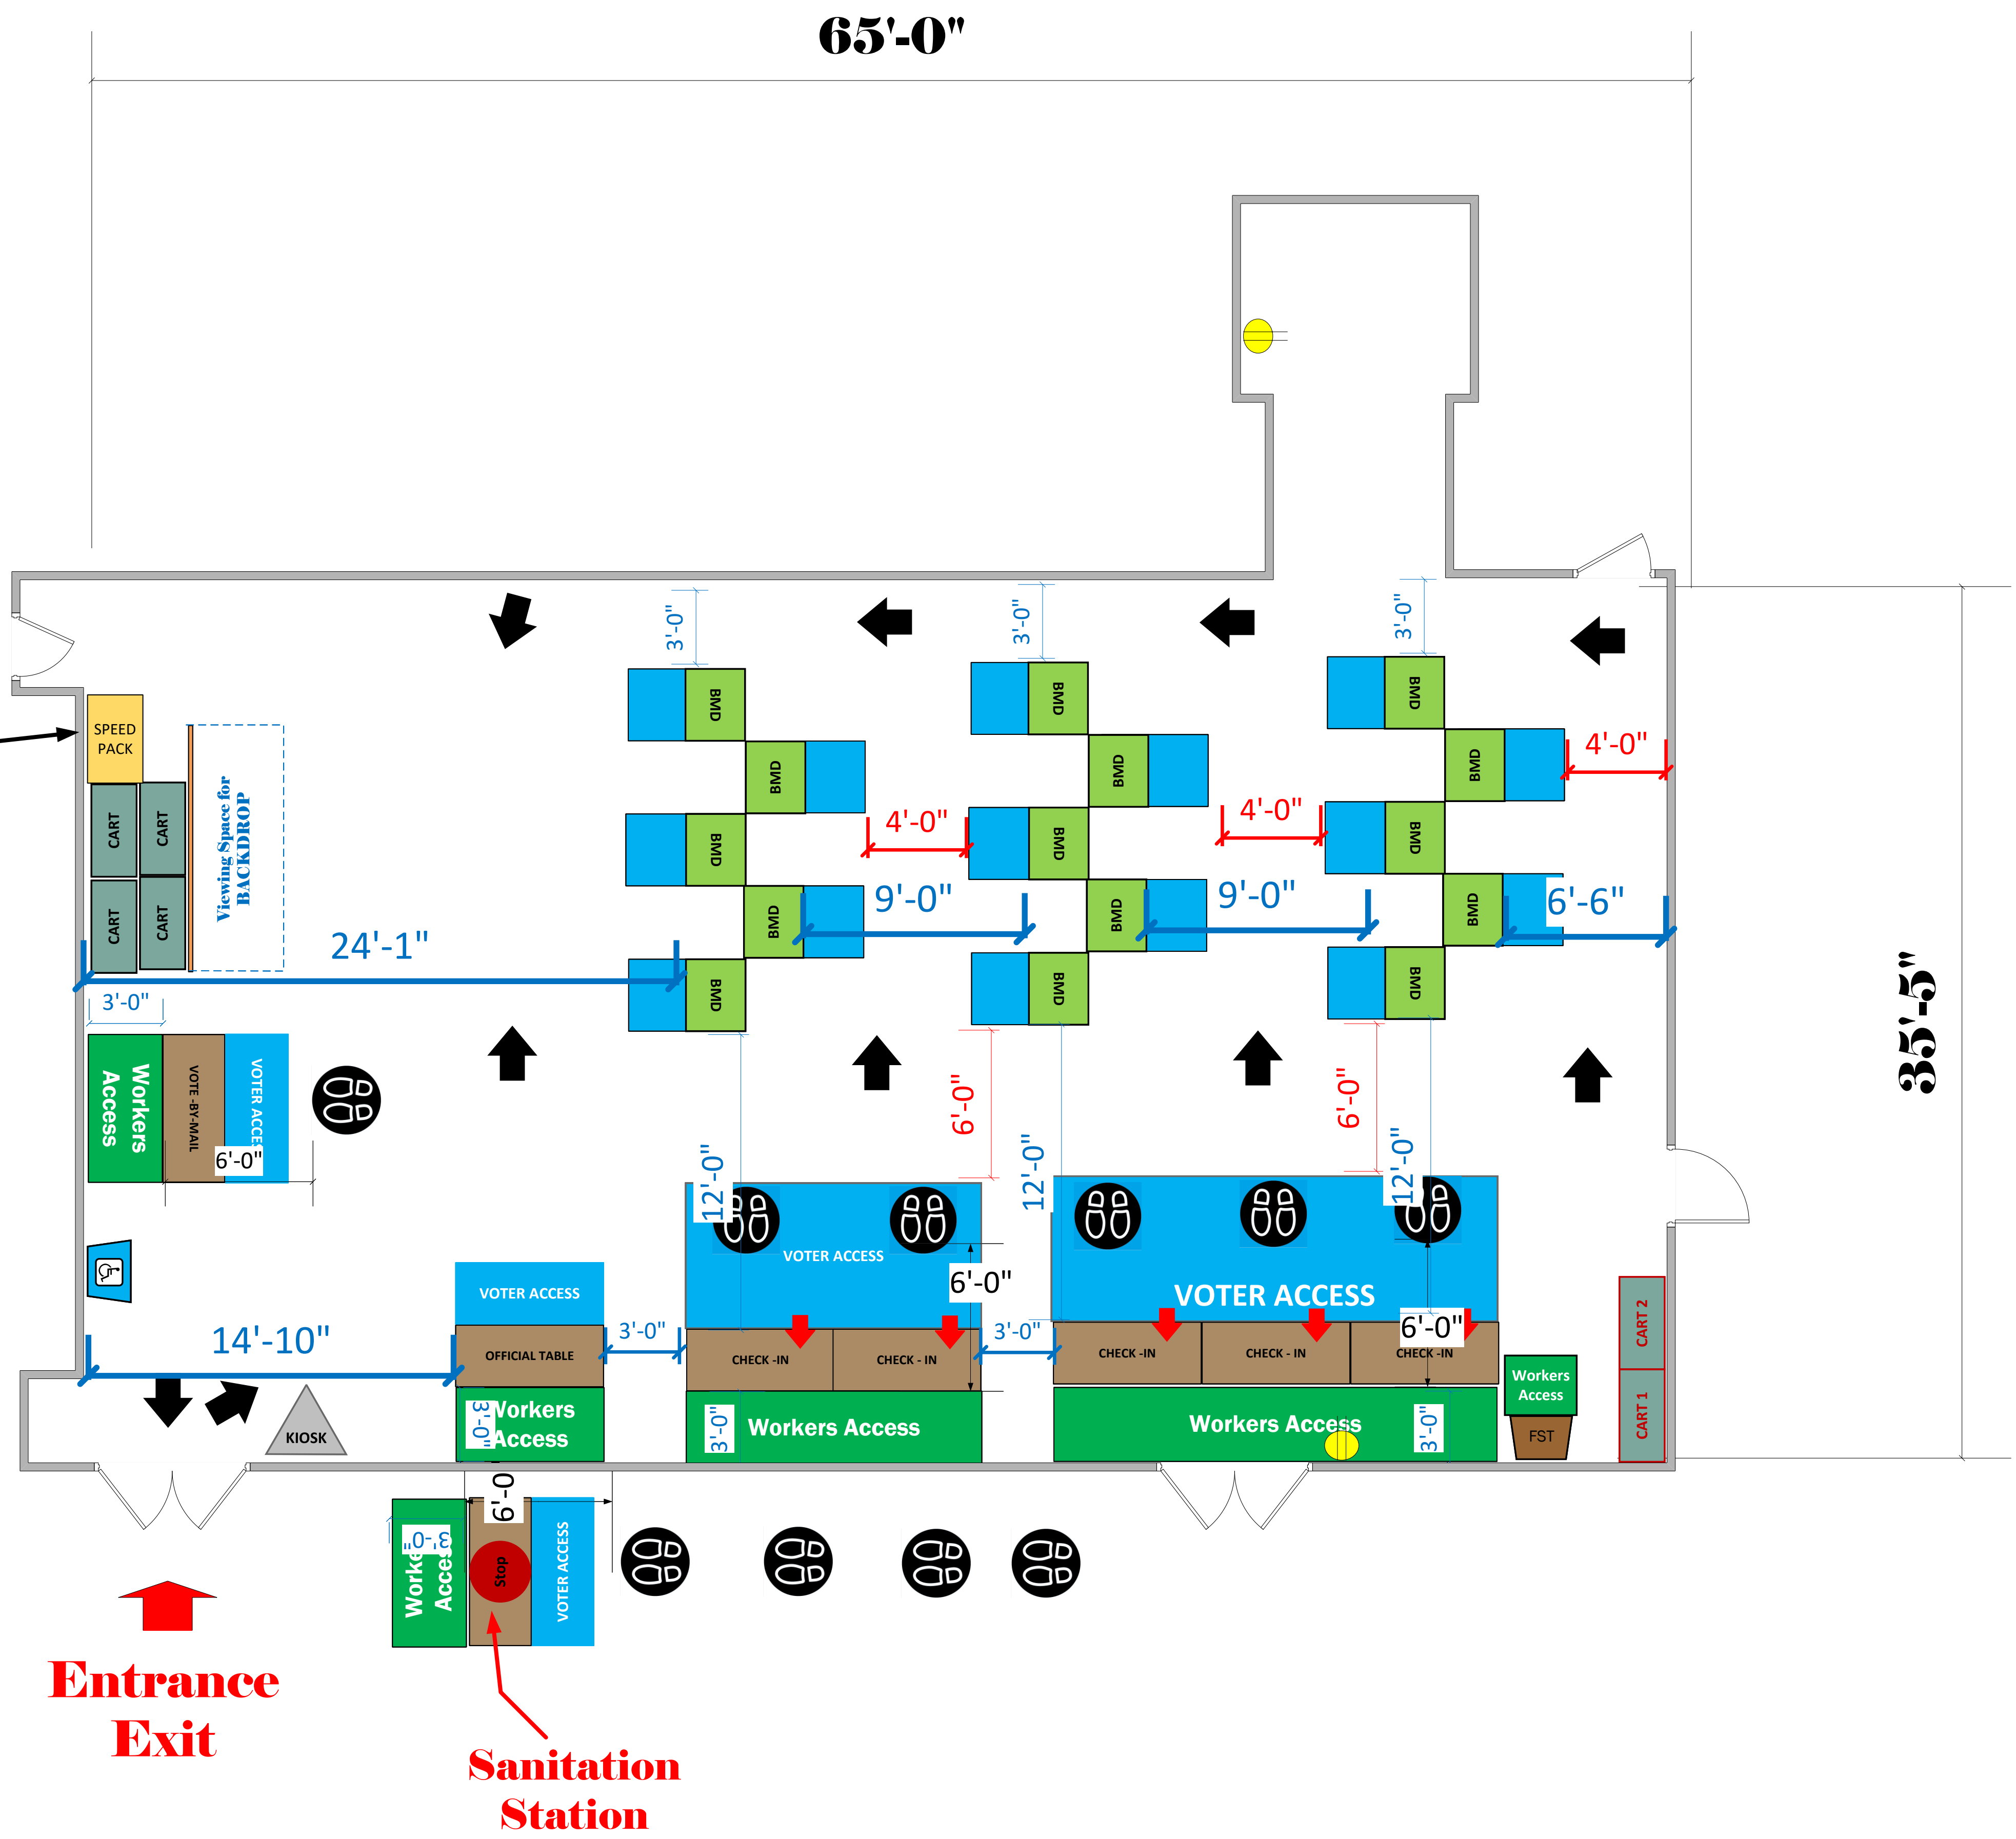 65'-0"
3'-0"
3'-0"
3'-0"
BMD
BMD
BMD
SPEED
PACK
BMD
BMD
BMD
4'-0"
CART
CART
Viewing Space for
BACKDROP
BMD
4'-0"
BMD
4'-0"
BMD
CART
CART
BMD
9'-0"
BMD
9'-0"
BMD
6'-6"
24'-1"
BMD
BMD
BMD
3'-0"
35'-5"
Workers
Access
VOTE -BY-MAIL
VOTER ACCESS
6'-0"
6'-0"
6'-0"
12'-0"
12'-0"
12'-0"
VOTER ACCESS
6'-0"
VOTER ACCESS
VOTER ACCESS
14'-10"
OFFICIAL TABLE
3'-0"
CHECK -IN
CHECK - IN
3'-0"
CHECK -IN
CHECK - IN
CHECK -IN
6'-0"
CART 2
Workers
Access
CART 1
FST
KIOSK
3'-0"
Workers
Access
3'-0"
Workers Access
Workers Access
3'-0"
6'-0
3'-0"
Workers
Access
Stop
VOTER ACCESS
Entrance
Exit
Sanitation
Station